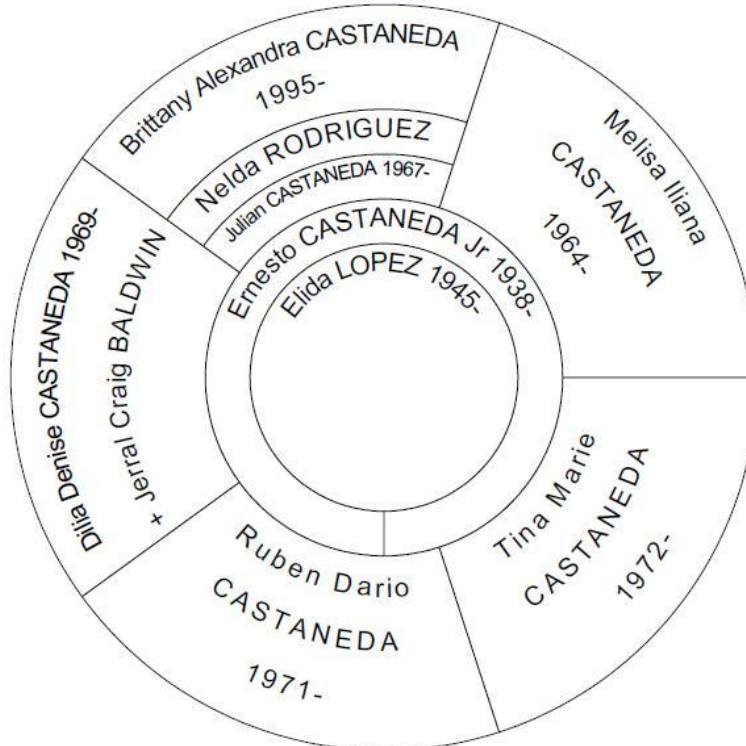 Brittany Alexandra CASTANEDA
1995-
Nelda RODRIGUEZ
Julian CASTANEDA 1967-
Ernesto CASTANEDA Jr 1938-
Elida LOPEZ 1945-
Melisa Iliana
CASTANEDA
1964-
Dilia Denise CASTANEDA 1969-
+ Jerral Craig BALDWIN
Tina Marie
CASTANEDA
1972-
Ruben Dario
CASTANEDA
1971-